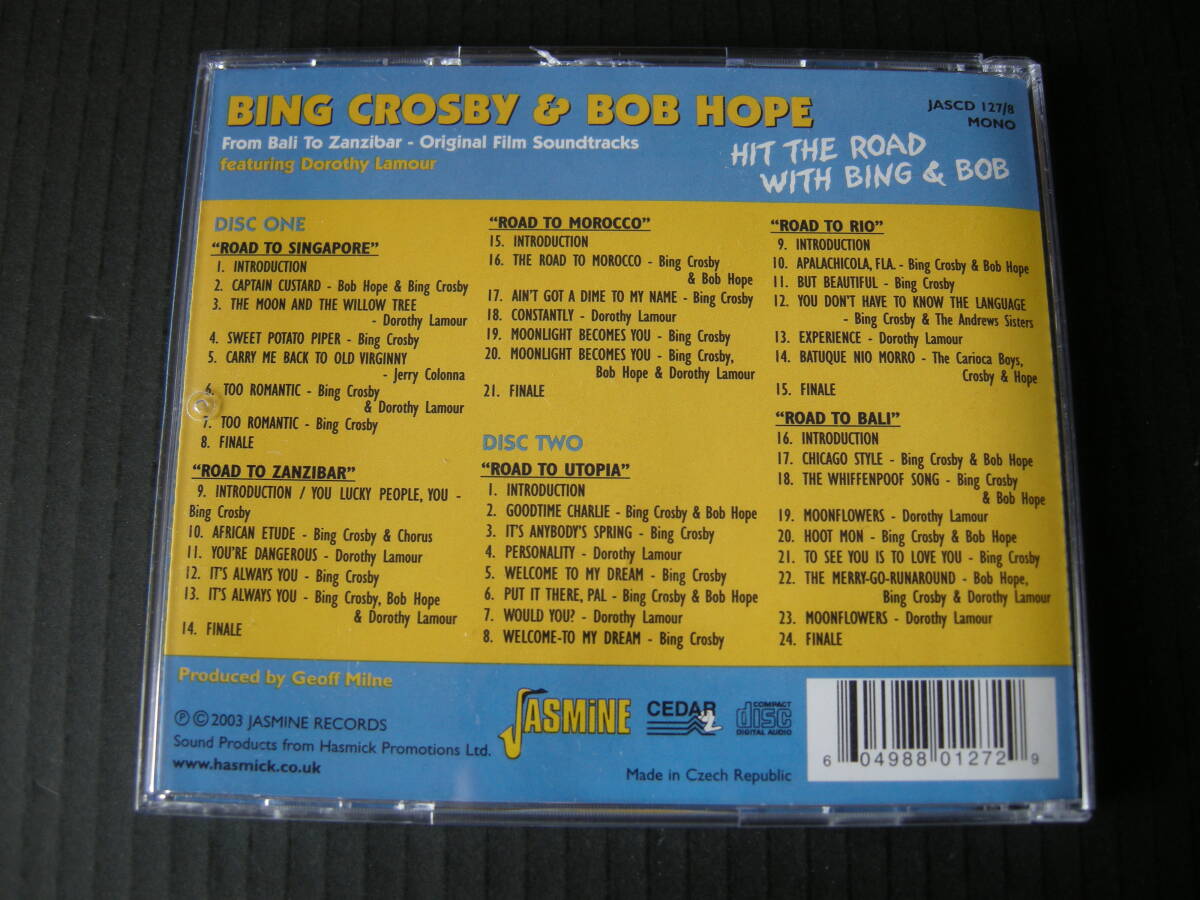 BING CROSBY & BOB HOPE
From Bali To Zanzibar - Original Film Soundtracks
featuring Dorothy Lamour
JASCD 127/8
MONO
HIT THE ROAD
WITH BING & BOB
DISC ONE
"ROAD TO SINGAPORE"
1. INTRODUCTION
2. CAPTAIN CUSTARD - Bob Hope & Bing Crosby
3. THE MOON AND THE WILLOW TREE
- Dorothy Lamour
4. SWEET POTATO PIPER - Bing Crosby
5. CARRY ME BACK TO OLD VIRGINNY
- Jerry Colonna
6. TOO ROMANTIC - Bing Crosby
& Dorothy Lamour
7. TOO ROMANTIC - Bing Crosby
8. FINALE
"ROAD TO ZANZIBAR"
9. INTRODUCTION / YOU LUCKY PEOPLE, YOU -
Bing Crosby
10. AFRICAN ETUDE - Bing Crosby & Chorus
11. YOU'RE DANGEROUS - Dorothy Lamour
12. IT'S ALWAYS YOU - Bing Crosby
13. IT'S ALWAYS YOU - Bing Crosby, Bob Hope
& Dorothy Lamour
14. FINALE
"ROAD TO MOROCCO"
15. INTRODUCTION
16. THE ROAD TO MOROCCO - Bing Crosby
& Bob Hope
17. AIN'T GOT A DIME TO MY NAME - Bing Crosby
18. CONSTANTLY - Dorothy Lamour
19. MOONLIGHT BECOMES YOU - Bing Crosby
20. MOONLIGHT BECOMES YOU - Bing Crosby,
Bob Hope & Dorothy Lamour
21. FINALE
DISC TWO
"ROAD TO UTOPIA"
1. INTRODUCTION
2. GOODTIME CHARLIE - Bing Crosby & Bob Hope
3. IT'S ANYBODY'S SPRING - Bing Crosby
4. PERSONALITY - Dorothy Lamour
5. WELCOME TO MY DREAM - Bing Crosby
6. PUT IT THERE, PAL - Bing Crosby & Bob Hope
7. WOULD YOU? - Dorothy Lamour
8. WELCOME-TO MY DREAM - Bing Crosby
"ROAD TO RIO"
9. INTRODUCTION
10. APALACHICOLA, FLA. - Bing Crosby & Bob Hope
11. BUT BEAUTIFUL - Bing Crosby
12. YOU DON'T HAVE TO KNOW THE LANGUAGE
- Bing Crosby & The Andrews Sisters
13. EXPERIENCE - Dorothy Lamour
14. BATUQUE NIO MORRO - The Carioca Boys,
Crosby & Hope
15. FINALE
"ROAD TO BALI"
16. INTRODUCTION
17. CHICAGO STYLE - Bing Crosby & Bob Hope
18. THE WHIFFENPOOF SONG - Bing Crosby
& Bob Hope
19. MOONFLOWERS - Dorothy Lamour
20. HOOT MON - Bing Crosby & Bob Hope
21. TO SEE YOU IS TO LOVE YOU - Bing Crosby
22. THE MERRY-GO-RUNAROUND - Bob Hope,
Bing Crosby & Dorothy Lamour
23. MOONFLOWERS - Dorothy Lamour
24. FINALE
Produced by Geoff Milne
℗©2003 JASMINE RECORDS
Sound Products from Hasmick Promotions Ltd.
www.hasmick.co.uk
JASMiNE
CEDAR 2
COMPACT
disc
DIGITAL AUDIO
Made in Czech Republic
6 04988 01272 9